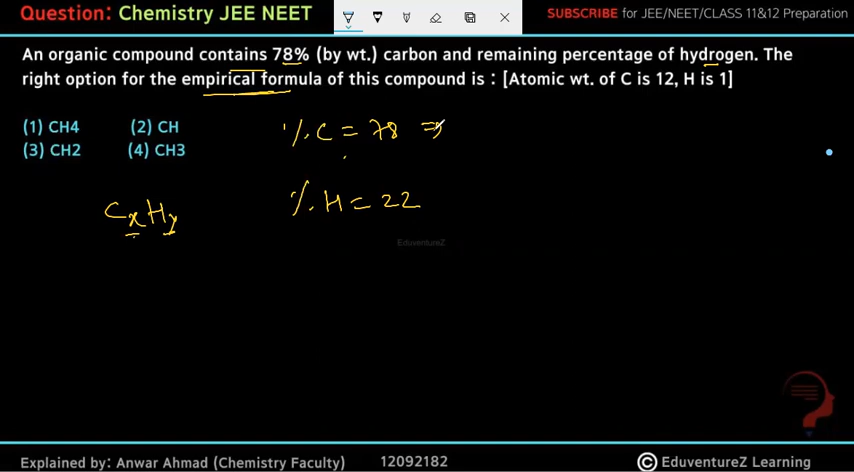 Question: Chemistry JEE NEET
SUBSCRIBE for JEE/NEET/CLASS 11&12 Preparation
An organic compound contains 78% (by wt.) carbon and remaining percentage of hydrogen. The
right option for the empirical formula of this compound is : [Atomic wt. of C is 12, H is 1]
(1) CH4 (2) CH
(3) CH2 (4) CH3
% C = 78 ⇒
CxHy
% H = 22
EduventureZ
Explained by: Anwar Ahmad (Chemistry Faculty) 12092182 © EduventureZ Learning